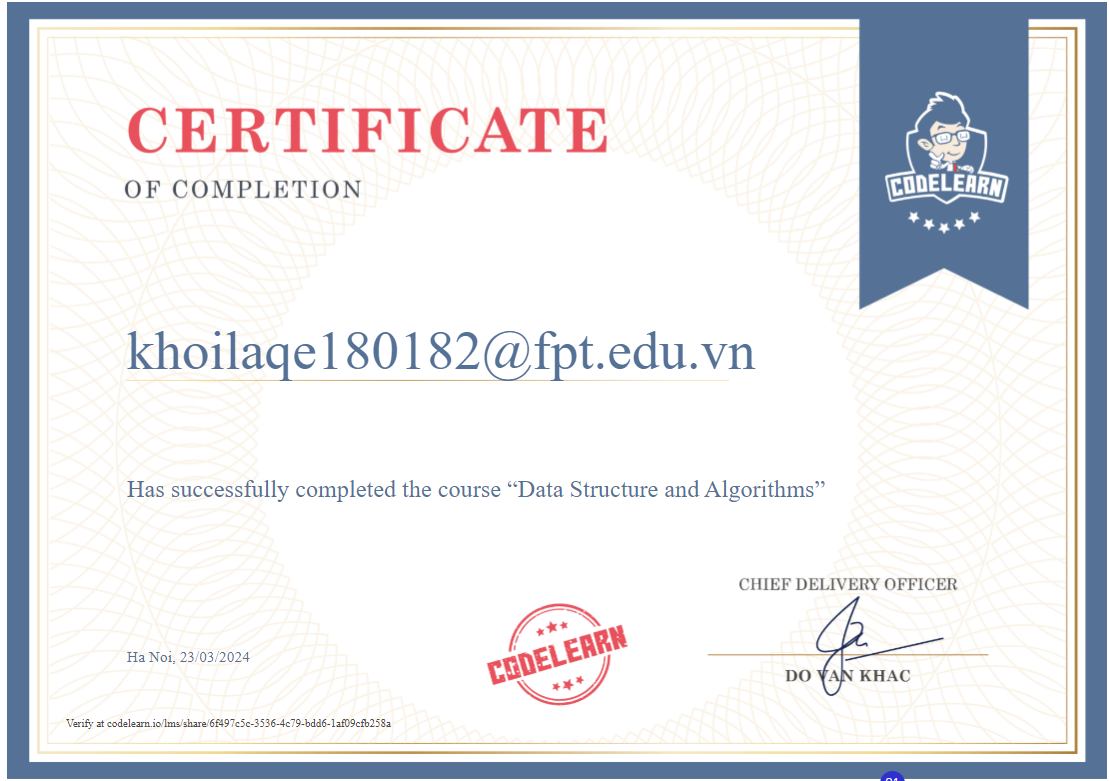 CERTIFICATE
OF COMPLETION
CODELEARN
khoilaqe180182@fpt.edu.vn
Has successfully completed the course “Data Structure and Algorithms”
CHIEF DELIVERY OFFICER
CODELEARN
Ha Noi, 23/03/2024
DO VAN KHAC
Verify at codelearn.io/lms/share/6f497c5c-3536-4c79-bdd6-1af09cfb258a